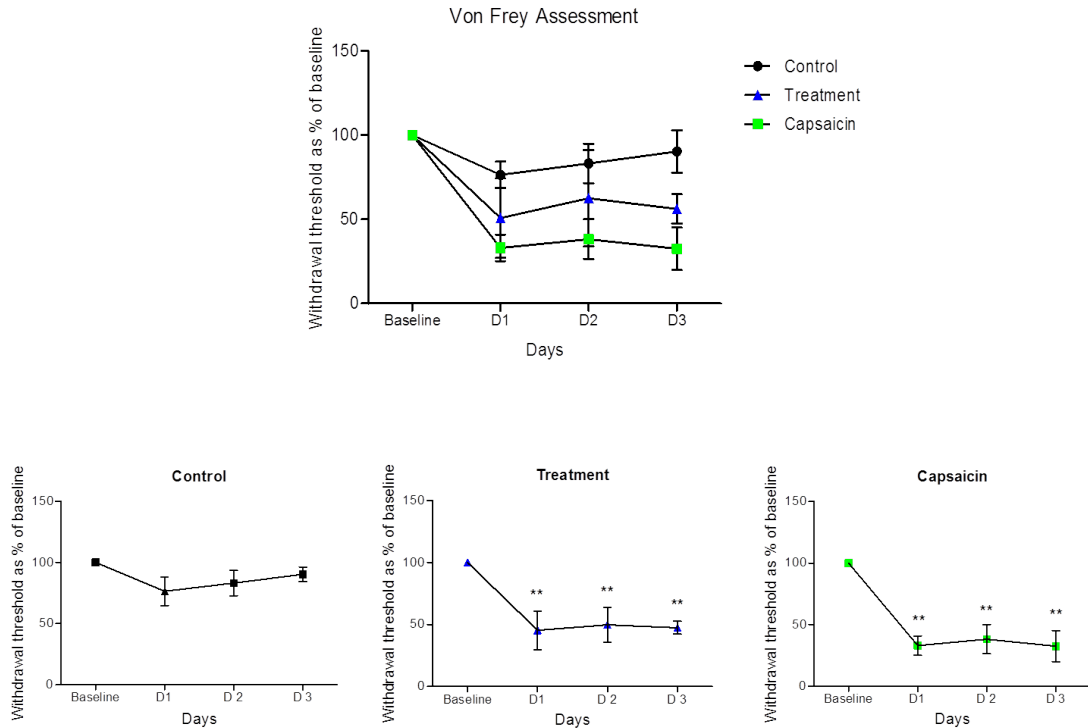 Von Frey Assessment
Withdrawal threshold as % of baseline
150
100
50
0
Baseline D1 D2 D3
Days
Control
Treatment
Capsaicin
Control
Withdrawal threshold as % of baseline
150
100
50
0
Baseline D1 D 2 D 3
Days
Treatment
Withdrawal threshold as % of baseline
150
100
50
0
** ** **
Baseline D1 D 2 D 3
Days
Capsaicin
Withdrawal threshold as % of baseline
150
100
50
0
** ** **
Baseline D1 D 2 D 3
Days